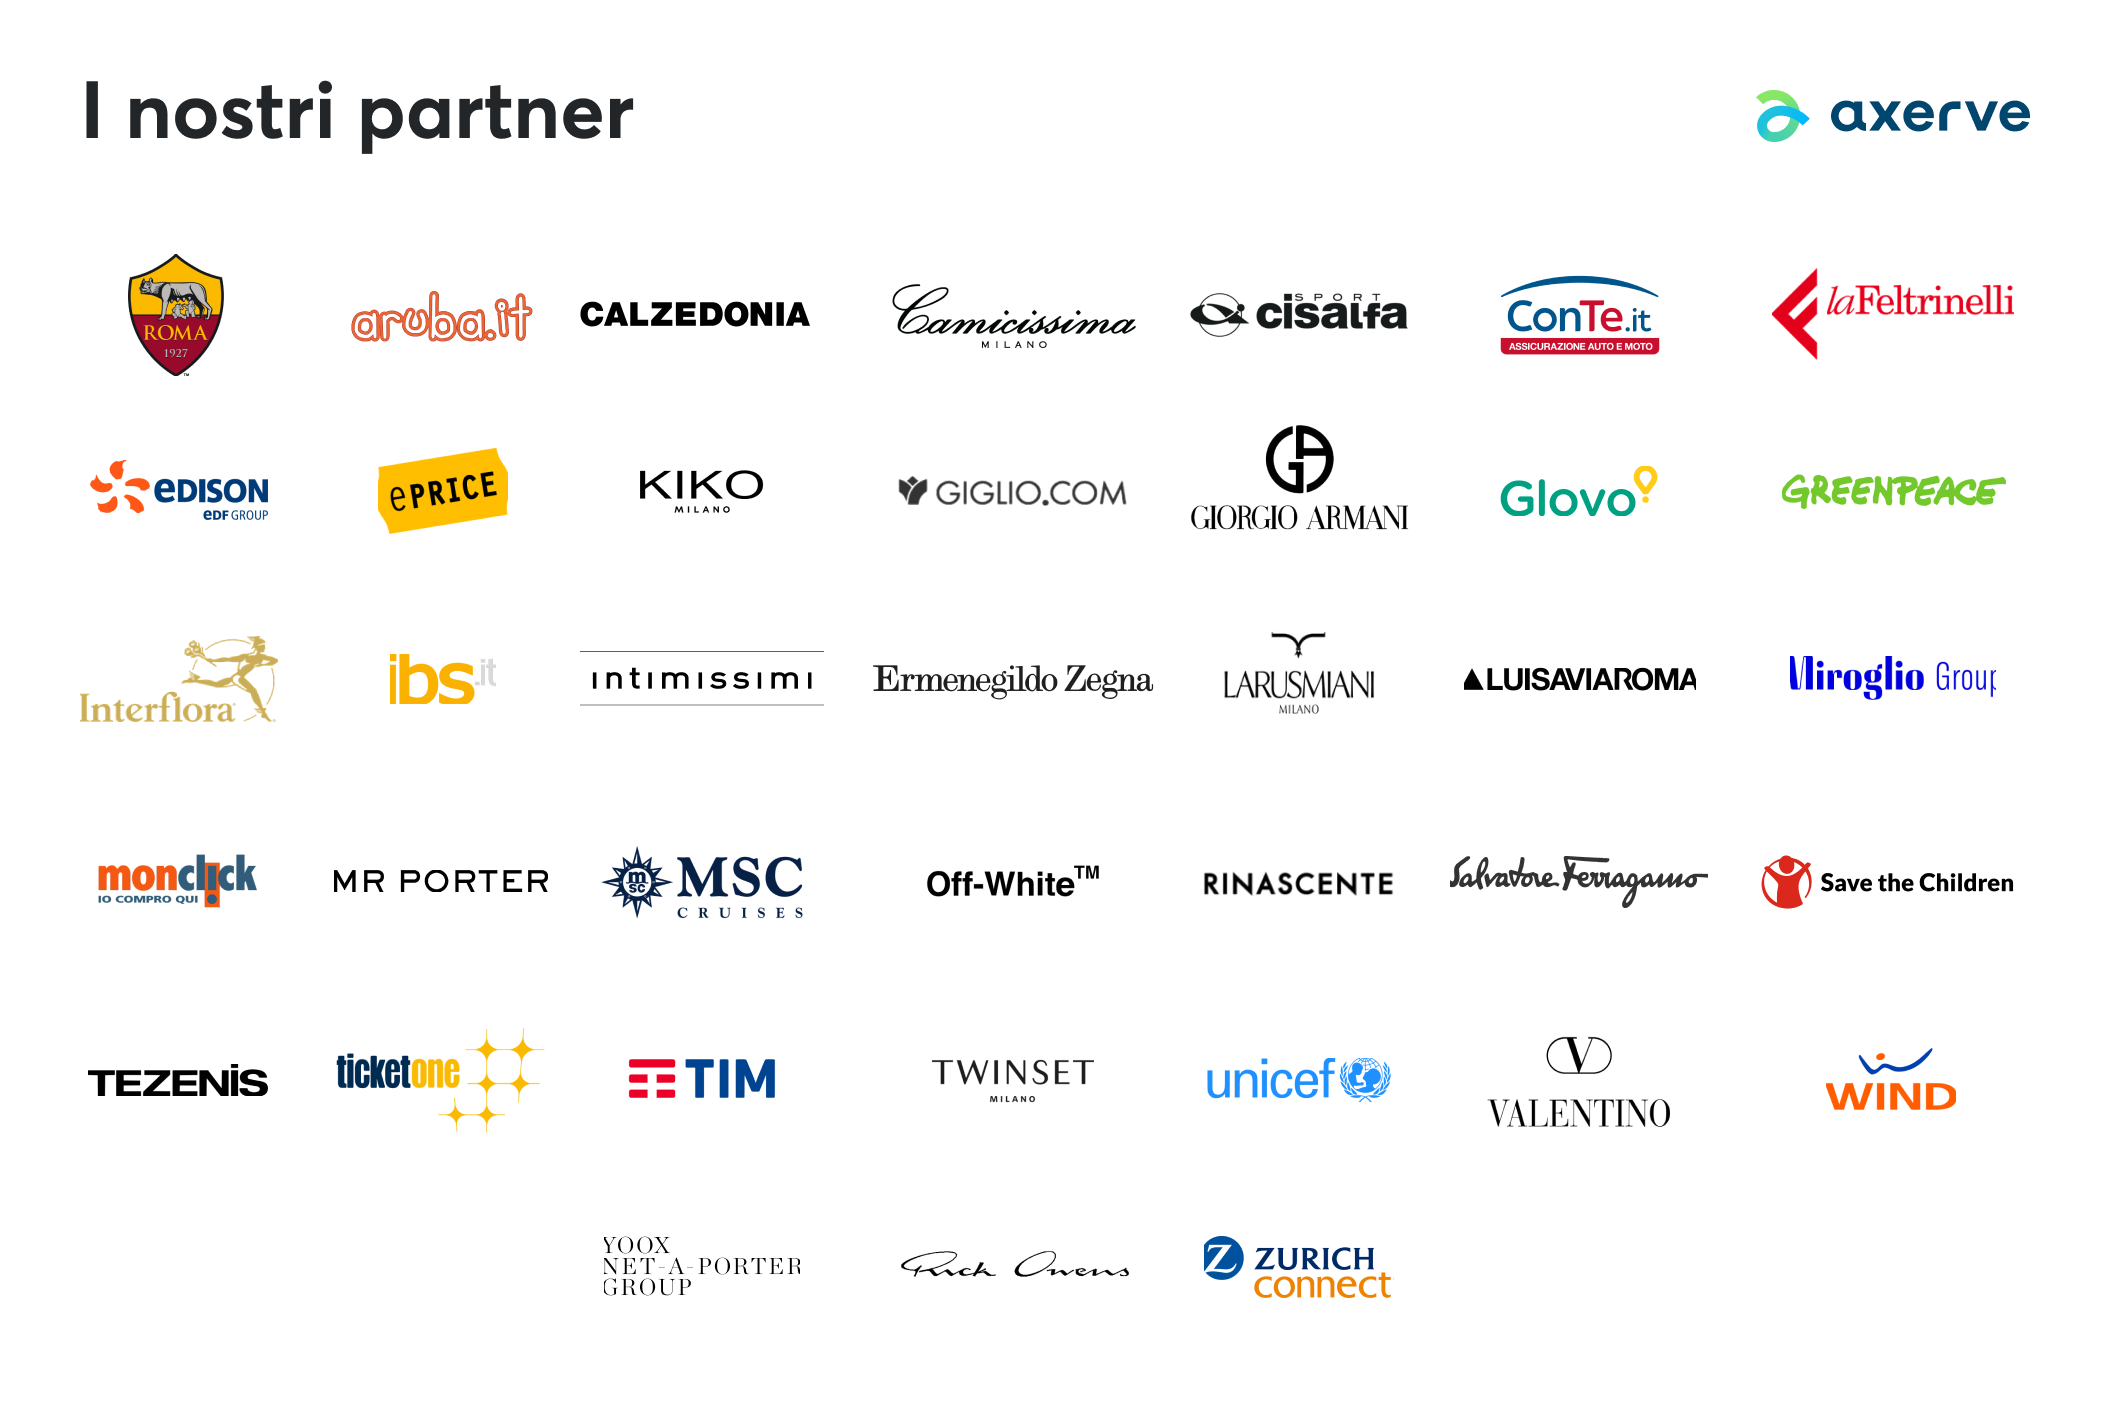 I nostri partner
axerve
ROMA
1927
TM
aruba.it
CALZEDONIA
Camicissima
MILANO
SPORT
cisalfa
ConTe.it
ASSICURAZIONE AUTO E MOTO
laFeltrinelli
eDISON
eDF GROUP
ePRICE
KIKO
MILANO
GIGLIO.COM
GA
GIORGIO ARMANI
Glovo
GREENPEACE
Interflora
ibs.it
intimissimi
Ermenegildo Zegna
LARUSMIANI
MILANO
LUISAVIAROMA
Miroglio Group
monclick
IO COMPRO QUI
MR PORTER
msc
MSC
CRUISES
Off-White™
RINASCENTE
Salvatore Ferragamo
Save the Children
TEZENiS
ticketone
TIM
TWINSET
MILANO
unicef
V
VALENTINO
WIND
YOOX
NET-A-PORTER
GROUP
Rick Owens
Z
ZURICH
connect